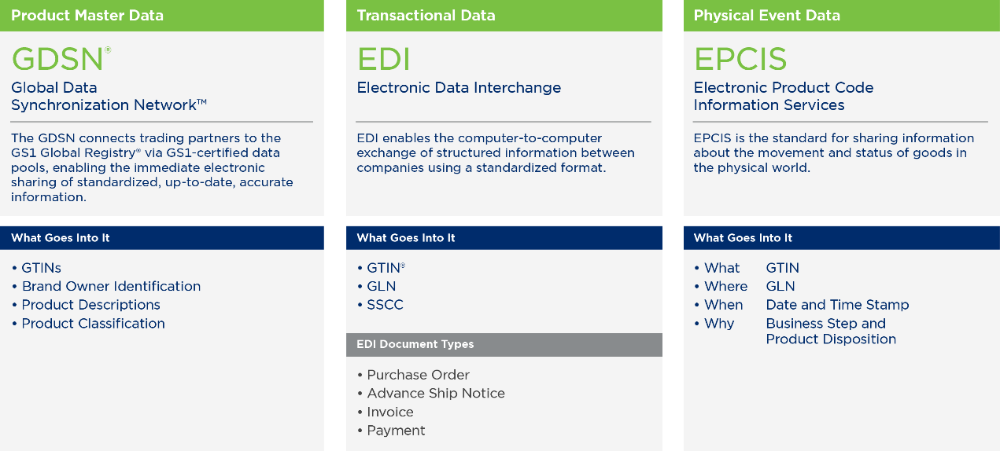 Product Master Data
GDSN®
Global Data
Synchronization Network™
The GDSN connects trading partners to the
GS1 Global Registry® via GS1-certified data
pools, enabling the immediate electronic
sharing of standardized, up-to-date, accurate
information.
What Goes Into It
• GTINs
• Brand Owner Identification
• Product Descriptions
• Product Classification
Transactional Data
EDI
Electronic Data Interchange
EDI enables the computer-to-computer
exchange of structured information between
companies using a standardized format.
What Goes Into It
• GTIN®
• GLN
• SSCC
EDI Document Types
• Purchase Order
• Advance Ship Notice
• Invoice
• Payment
Physical Event Data
EPCIS
Electronic Product Code
Information Services
EPCIS is the standard for sharing information
about the movement and status of goods in
the physical world.
What Goes Into It
• What GTIN
• Where GLN
• When Date and Time Stamp
• Why Business Step and
Product Disposition